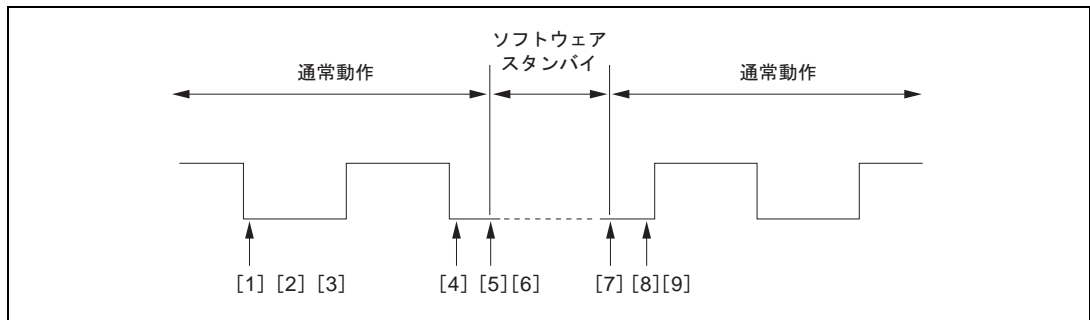 ソフトウェア
スタンバイ
通常動作
通常動作
[1] [2] [3]
[4] [5][6]
[7] [8][9]